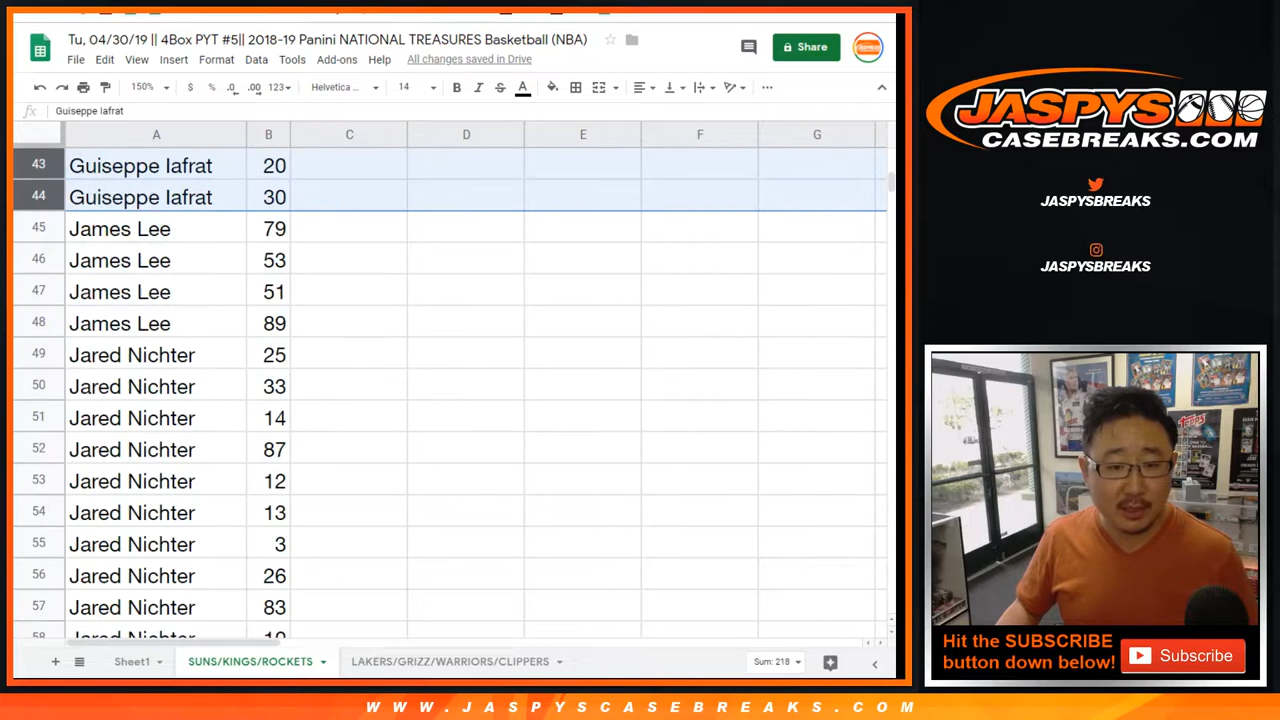 Tu, 04/30/19 || 4Box PYT #5|| 2018-19 Panini NATIONAL TREASURES Basketball (NBA)
File Edit View Insert Format Data Tools Add-ons Help All changes saved in Drive
Share
150% $ % .0 .00 123 Helvetica ... 14 B I S A
fx Guiseppe Iafrat
A B C D E F G
43 Guiseppe Iafrat 20
44 Guiseppe Iafrat 30
45 James Lee 79
46 James Lee 53
47 James Lee 51
48 James Lee 89
49 Jared Nichter 25
50 Jared Nichter 33
51 Jared Nichter 14
52 Jared Nichter 87
53 Jared Nichter 12
54 Jared Nichter 13
55 Jared Nichter 3
56 Jared Nichter 26
57 Jared Nichter 83
Sheet1 SUNS/KINGS/ROCKETS LAKERS/GRIZZ/WARRIORS/CLIPPERS Sum: 218
JASPYS
CASEBREAKS.COM
JASPYSBREAKS
JASPYSBREAKS
topps
Hit the SUBSCRIBE
button down below!
Subscribe
WWW.JASPYSCASEBREAKS.COM